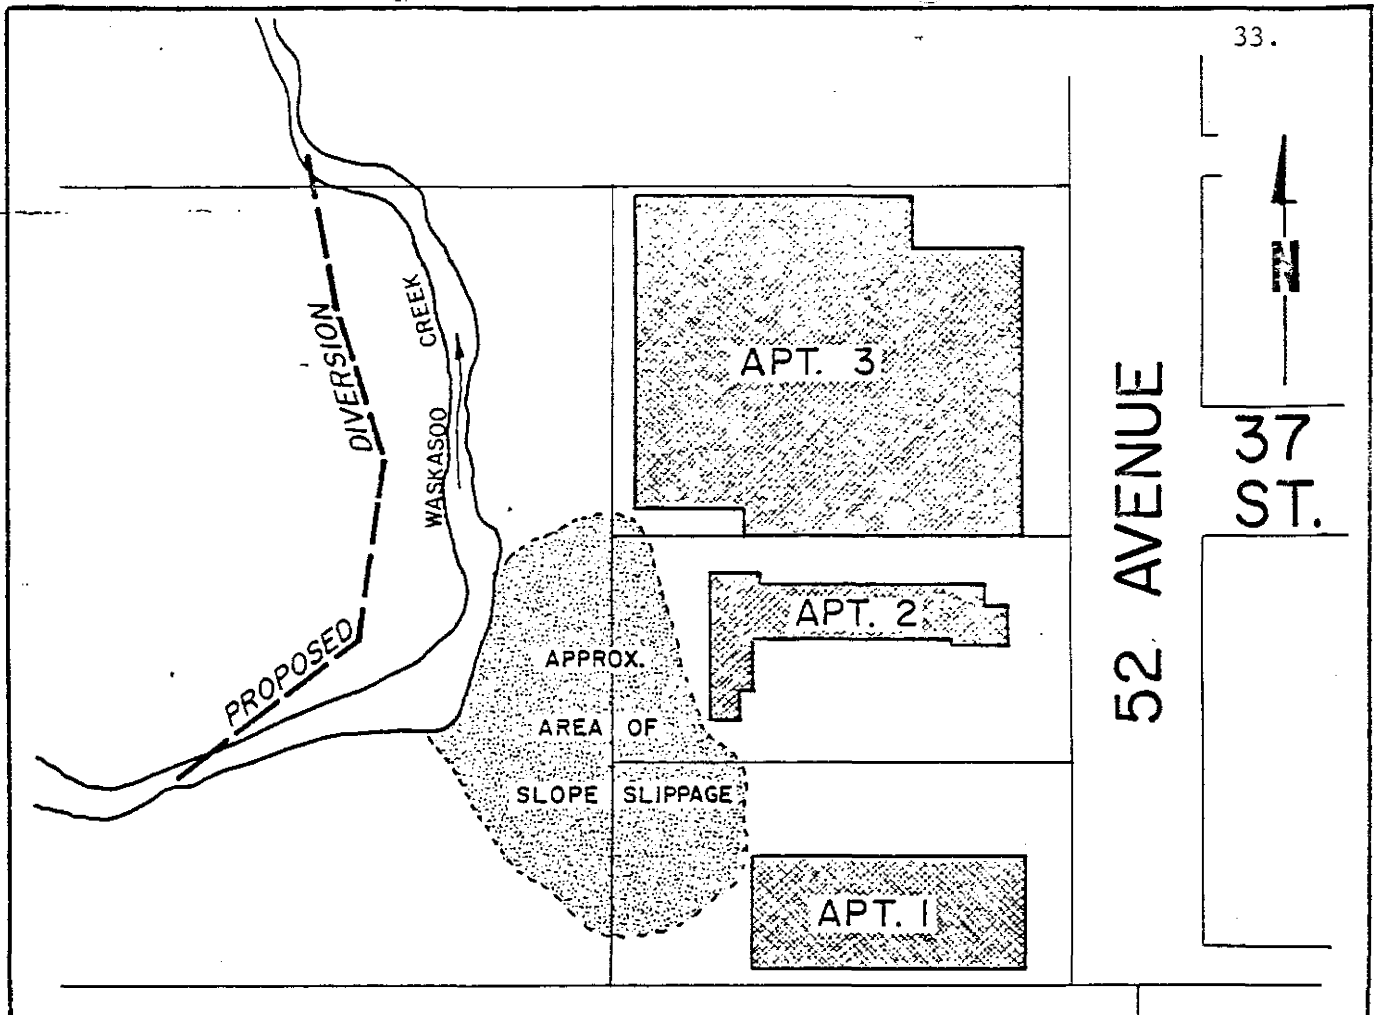 33.
N
DIVERSION
CREEK
WASKASOO
PROPOSED
APT. 3
52 AVENUE
37
ST.
APT. 2
APPROX.
AREA OF
SLOPE SLIPPAGE
APT. 1